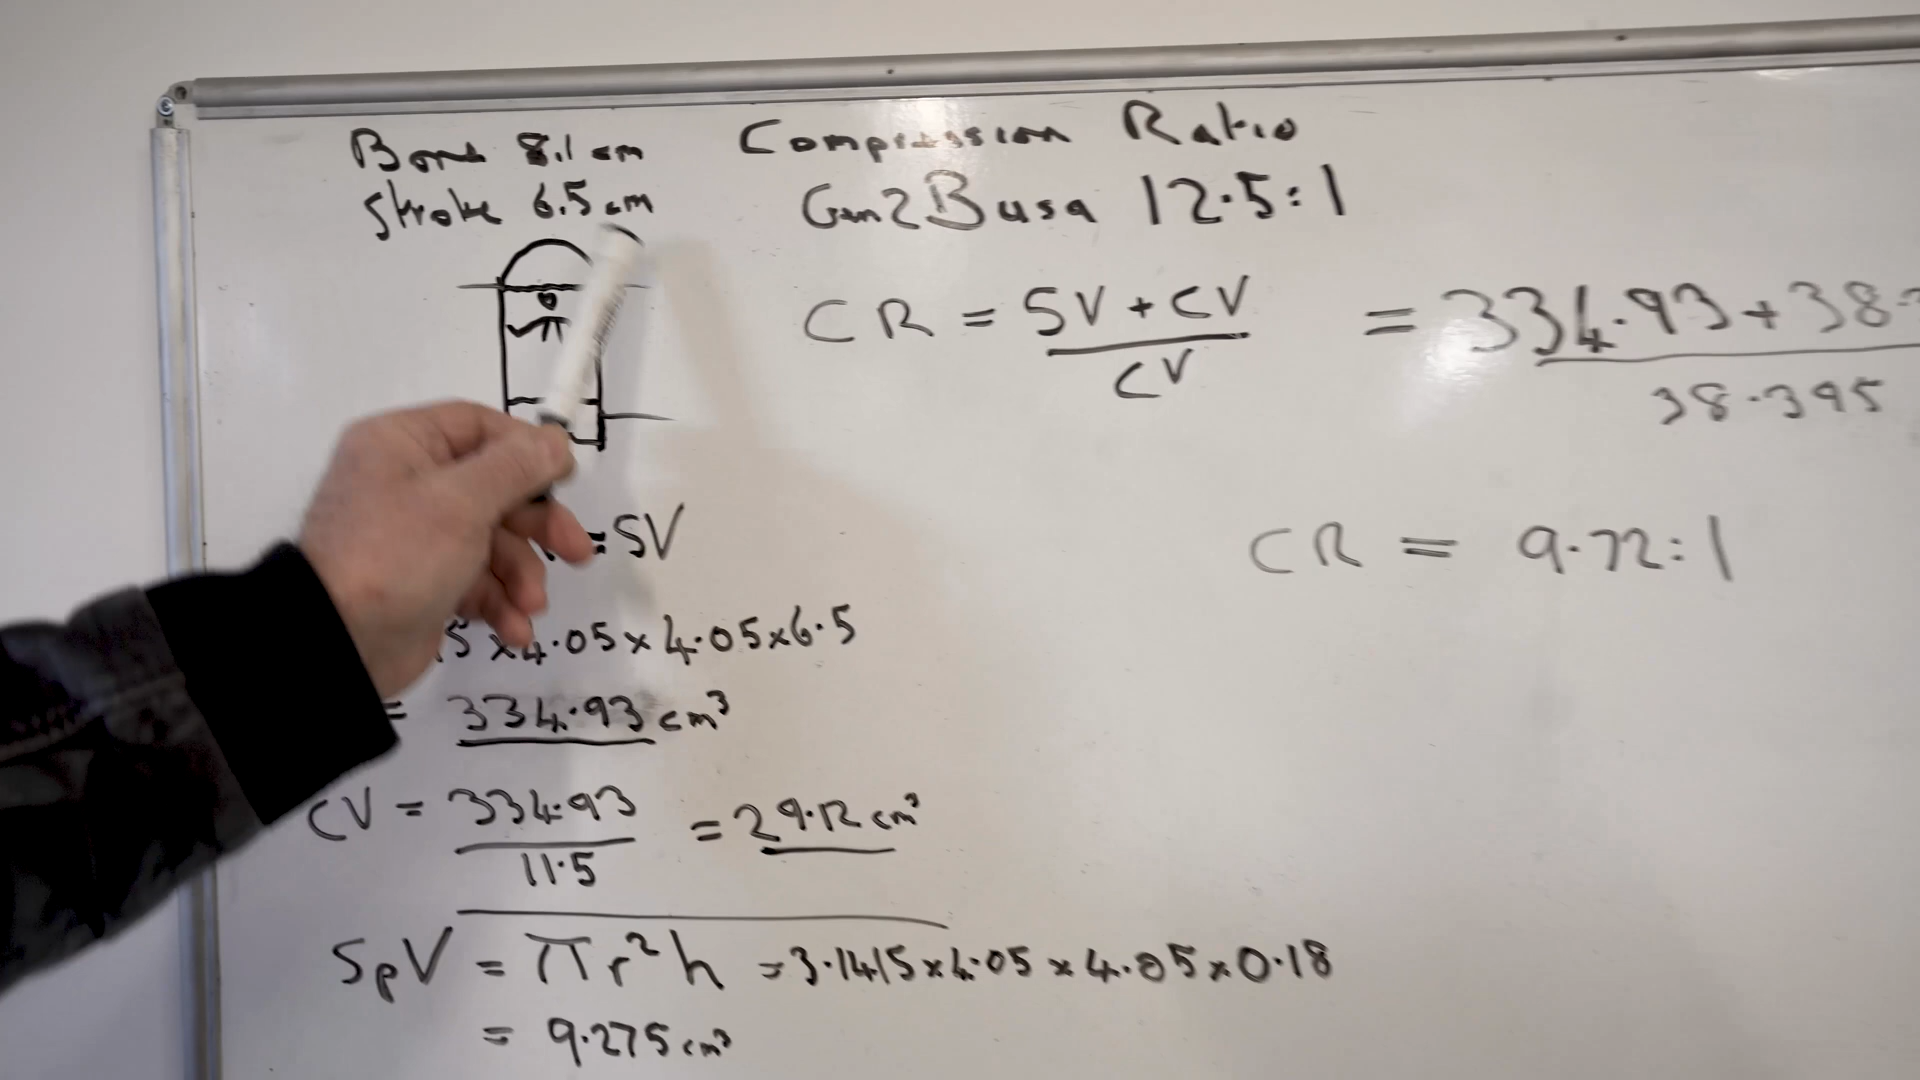 Bore 8.1 cm
Stroke 6.5 cm
Compression Ratio
Gen2 Busa 12.5:1
CR = SV + CV
CV
= 334.93 + 38.3
38.395
= SV
CR = 9.72:1
5 x 4.05 x 4.05 x 6.5
= 334.93 cm³
CV = 334.93
11.5
= 29.12 cm³
SpV = πr²h = 3.1415 x 4.05 x 4.05 x 0.18
= 9.275 cm³